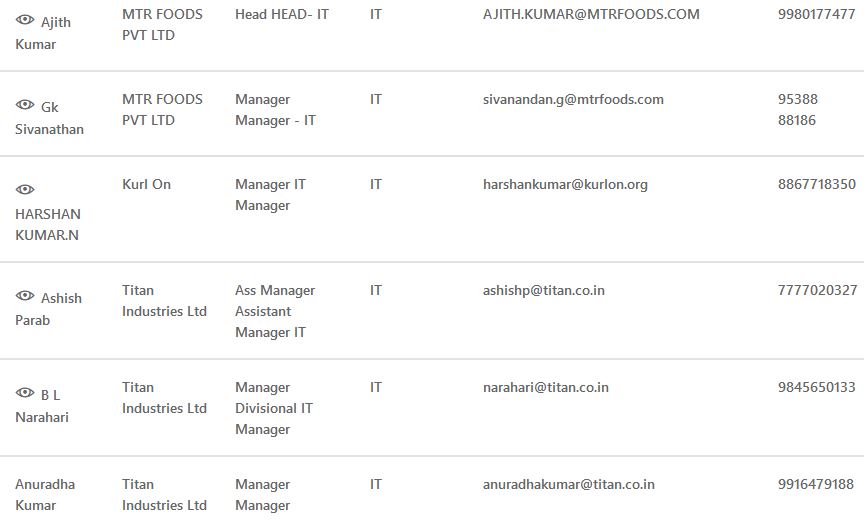 Ajith Kumar MTR FOODS PVT LTD Head HEAD- IT IT AJITH.KUMAR@MTRFOODS.COM 9980177477
Gk Sivanathan MTR FOODS PVT LTD Manager Manager - IT IT sivanandan.g@mtrfoods.com 95388 88186
HARSHAN KUMAR.N Kurl On Manager IT Manager IT harshankumar@kurlon.org 8867718350
Ashish Parab Titan Industries Ltd Ass Manager Assistant Manager IT IT ashishp@titan.co.in 7777020327
B L Narahari Titan Industries Ltd Manager Divisional IT Manager IT narahari@titan.co.in 9845650133
Anuradha Kumar Titan Industries Ltd Manager Manager IT anuradhakumar@titan.co.in 9916479188